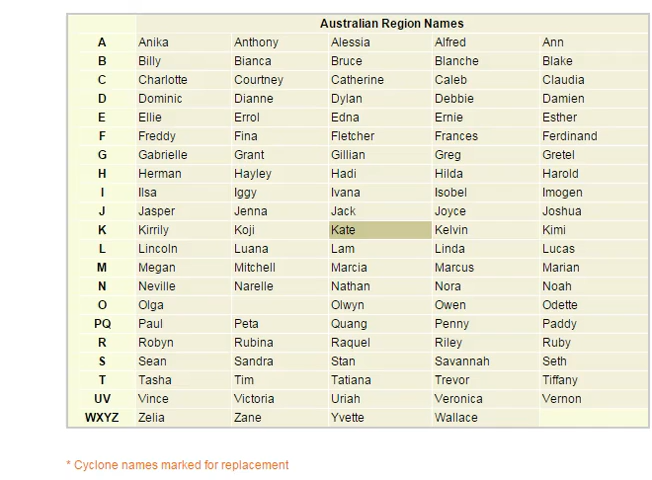 Australian Region Names
A Anika Anthony Alessia Alfred Ann
B Billy Bianca Bruce Blanche Blake
C Charlotte Courtney Catherine Caleb Claudia
D Dominic Dianne Dylan Debbie Damien
E Ellie Errol Edna Ernie Esther
F Freddy Fina Fletcher Frances Ferdinand
G Gabrielle Grant Gillian Greg Gretel
H Herman Hayley Hadi Hilda Harold
I Ilsa Iggy Ivana Isobel Imogen
J Jasper Jenna Jack Joyce Joshua
K Kirrily Koji Kate Kelvin Kimi
L Lincoln Luana Lam Linda Lucas
M Megan Mitchell Marcia Marcus Marian
N Neville Narelle Nathan Nora Noah
O Olga Olwyn Owen Odette
PQ Paul Peta Quang Penny Paddy
R Robyn Rubina Raquel Riley Ruby
S Sean Sandra Stan Savannah Seth
T Tasha Tim Tatiana Trevor Tiffany
UV Vince Victoria Uriah Veronica Vernon
WXYZ Zelia Zane Yvette Wallace
* Cyclone names marked for replacement